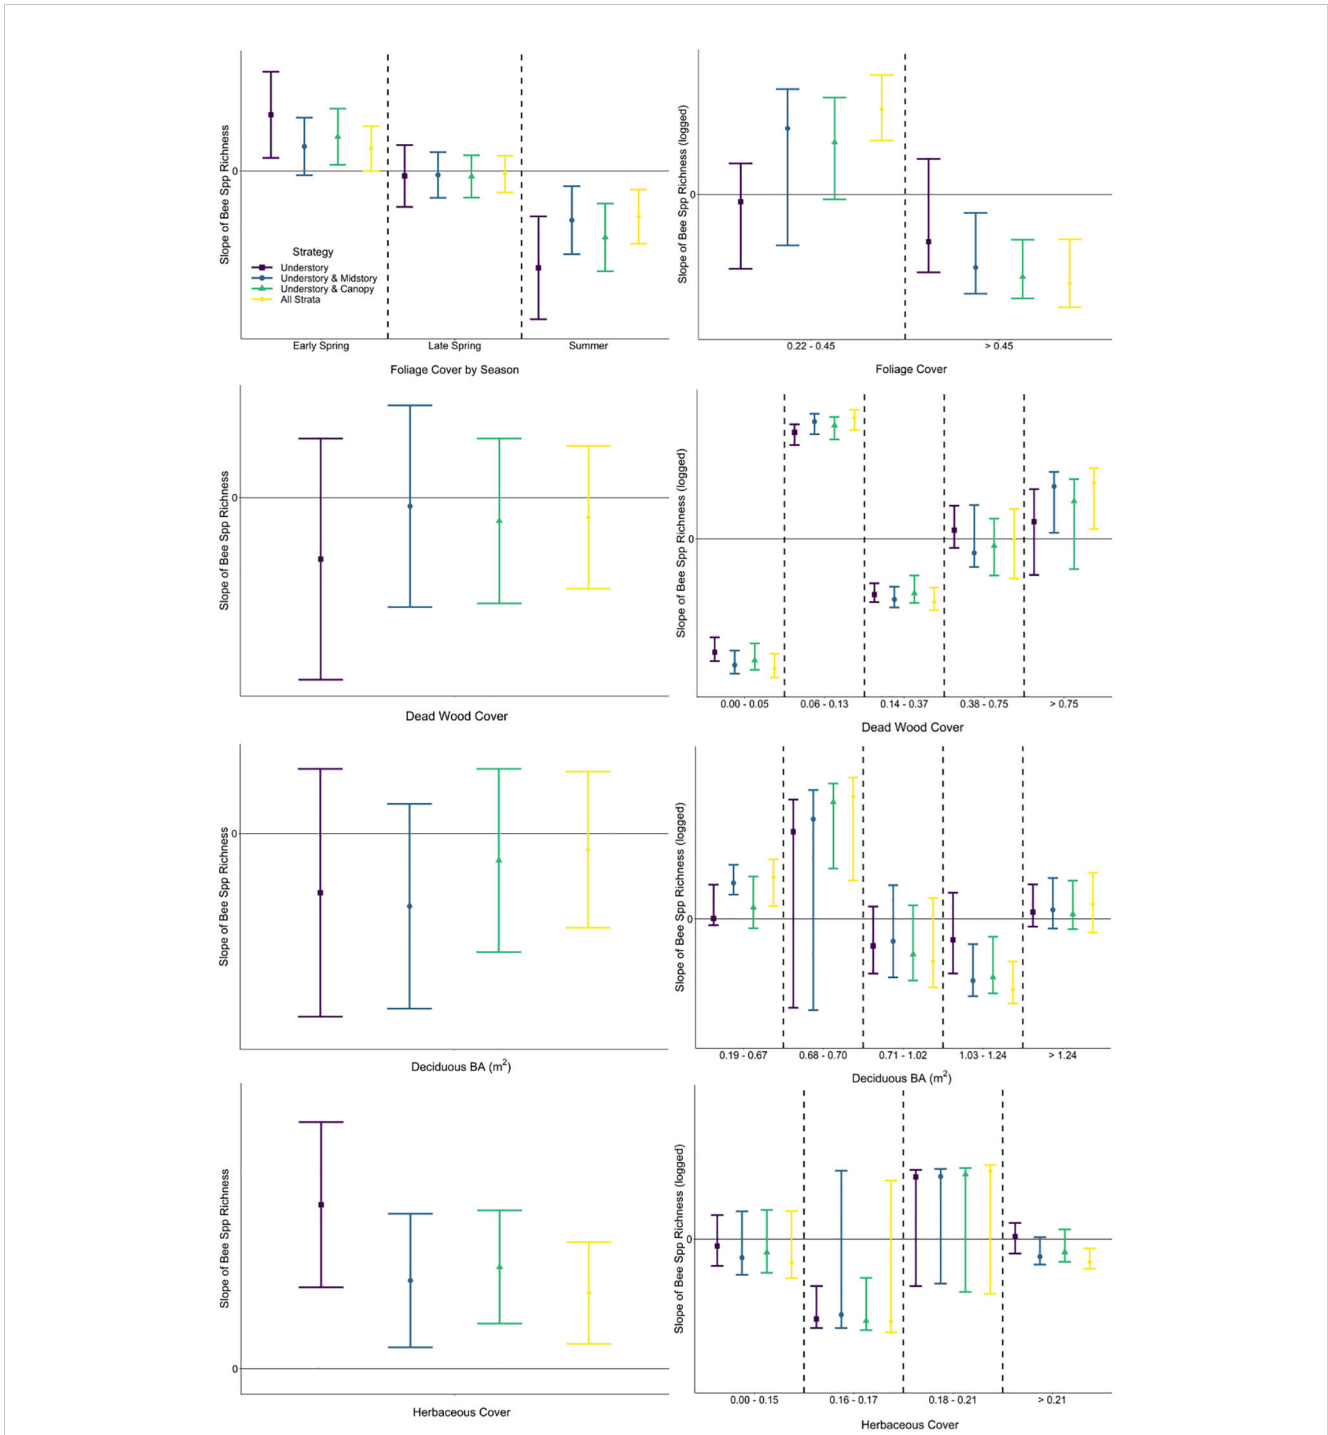 Slope of Bee Spp Richness
0
Strategy
Understory
Understory & Midstory
Understory & Canopy
All Strata
Early Spring
Late Spring
Summer
Foliage Cover by Season
Slope of Bee Spp Richness (logged)
0
0.22 - 0.45
> 0.45
Foliage Cover
Slope of Bee Spp Richness
0
Dead Wood Cover
Slope of Bee Spp Richness (logged)
0
0.00 - 0.05
0.06 - 0.13
0.14 - 0.37
0.38 - 0.75
> 0.75
Dead Wood Cover
Slope of Bee Spp Richness
0
Deciduous BA (m²)
Slope of Bee Spp Richness (logged)
0
0.19 - 0.67
0.68 - 0.70
0.71 - 1.02
1.03 - 1.24
> 1.24
Deciduous BA (m²)
Slope of Bee Spp Richness
0
Herbaceous Cover
Slope of Bee Spp Richness (logged)
0
0.00 - 0.15
0.16 - 0.17
0.18 - 0.21
> 0.21
Herbaceous Cover